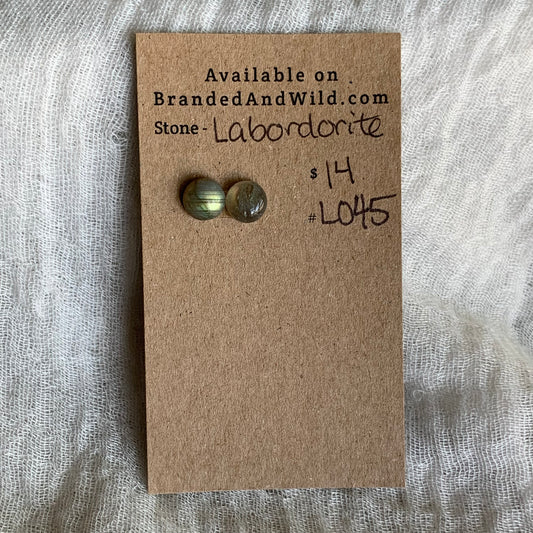 Available on
BrandedAndWild.com
Stone - Labordorite
$ 14
# L045